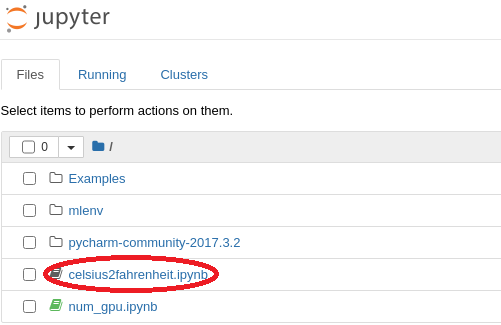 jupyter
Files Running Clusters
Select items to perform actions on them.
0 /
Examples
mlenv
pycharm-community-2017.3.2
celsius2fahrenheit.ipynb
num_gpu.ipynb